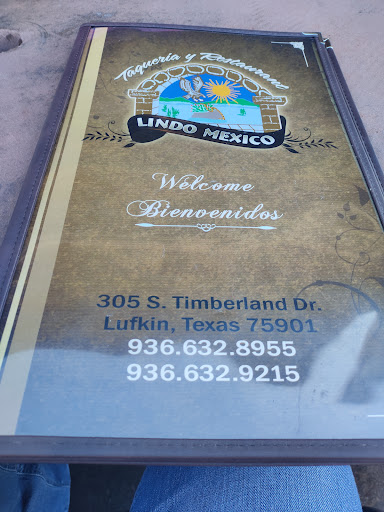 Taqueria y Restaurant
LINDO MEXICO
Welcome
Bienvenidos
305 S. Timberland Dr.
Lufkin, Texas 75901
936.632.8955
936.632.9215